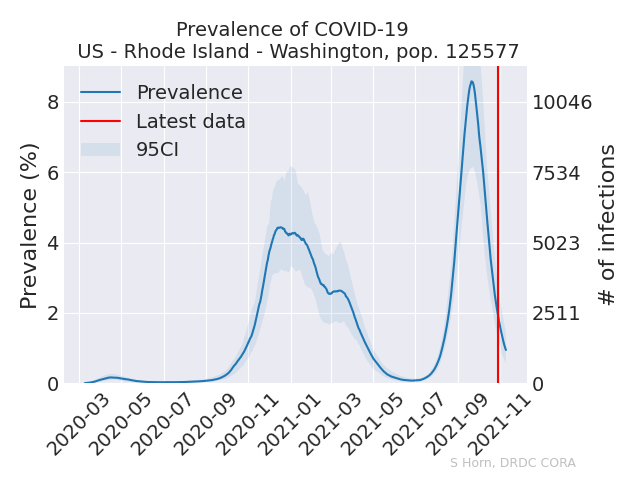 Prevalence of COVID-19
US - Rhode Island - Washington, pop. 125577
Prevalence
Latest data
95CI
Prevalence (%)
8
6
4
2
0
10046
7534
5023
2511
0
# of infections
2020-03
2020-05
2020-07
2020-09
2020-11
2021-01
2021-03
2021-05
2021-07
2021-09
2021-11
S Horn, DRDC CORA